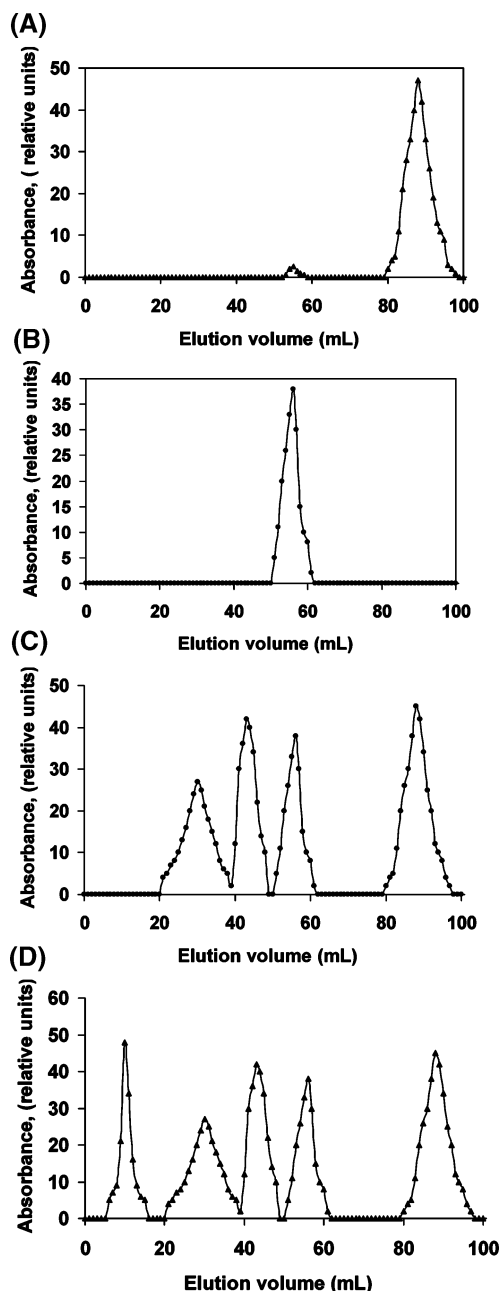 (A)
Absorbance, ( relative units)
50
40
30
20
10
0
0 20 40 60 80 100
Elution volume (mL)
(B)
Absorbance, (relative units)
40
35
30
25
20
15
10
5
0
0 20 40 60 80 100
Elution volume (mL)
(C)
Absorbance, (relative units)
50
40
30
20
10
0
0 20 40 60 80 100
Elution volume (mL)
(D)
Absorbance, (relative units)
60
50
40
30
20
10
0
0 20 40 60 80 100
Elution volume (mL)